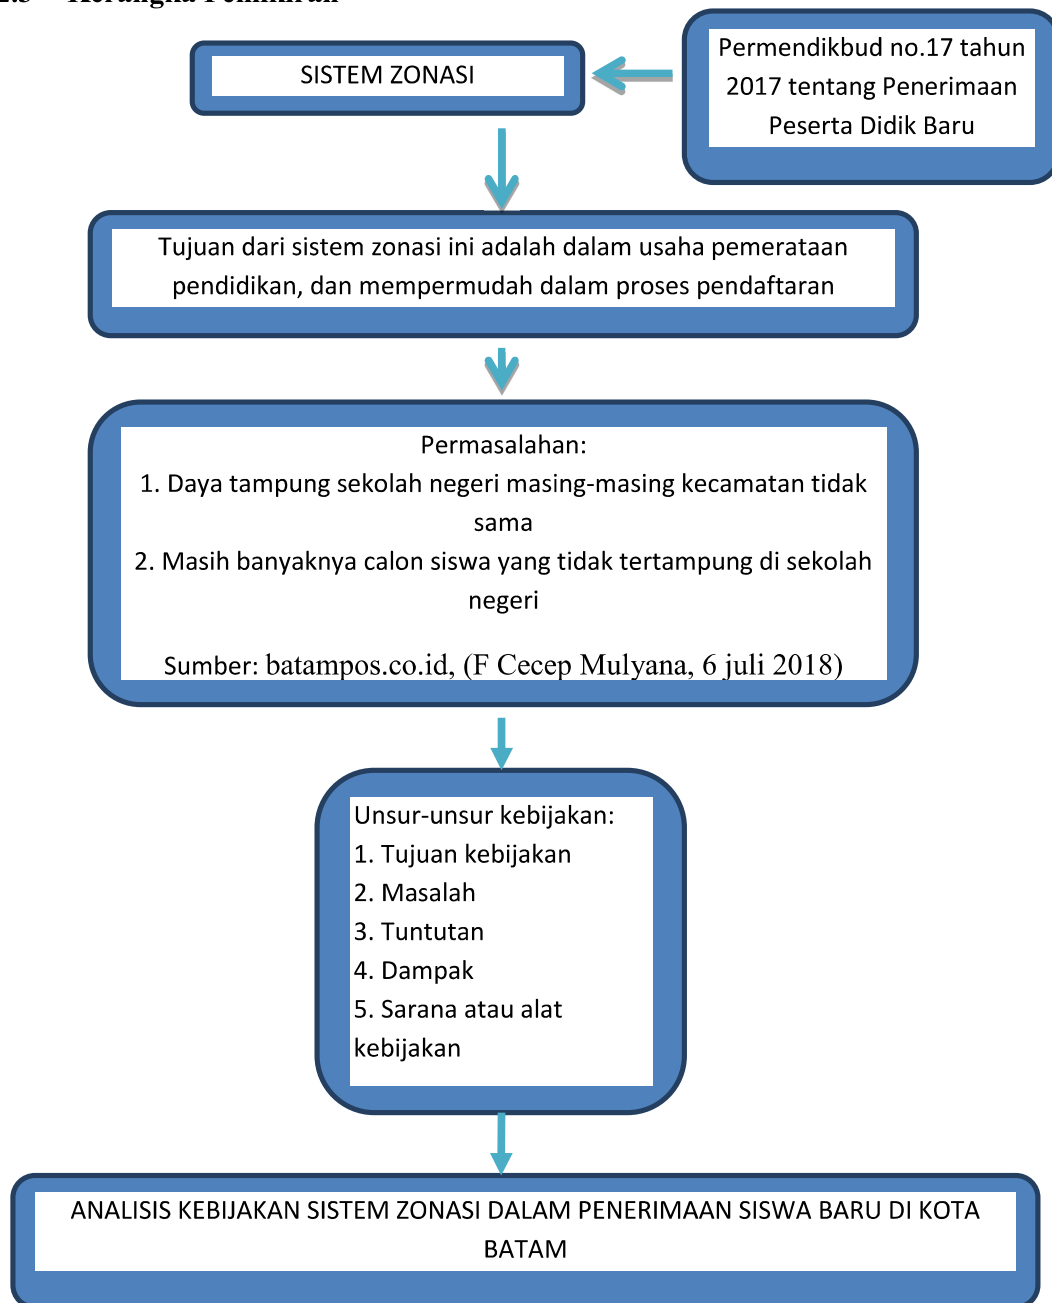 Kerangka Pemikiran
SISTEM ZONASI
Permendikbud no.17 tahun
2017 tentang Penerimaan
Peserta Didik Baru
Tujuan dari sistem zonasi ini adalah dalam usaha pemerataan
pendidikan, dan mempermudah dalam proses pendaftaran
Permasalahan:
1. Daya tampung sekolah negeri masing-masing kecamatan tidak
sama
2. Masih banyaknya calon siswa yang tidak tertampung di sekolah
negeri
Sumber: batampos.co.id, (F Cecep Mulyana, 6 juli 2018)
Unsur-unsur kebijakan:
1. Tujuan kebijakan
2. Masalah
3. Tuntutan
4. Dampak
5. Sarana atau alat
kebijakan
ANALISIS KEBIJAKAN SISTEM ZONASI DALAM PENERIMAAN SISWA BARU DI KOTA
BATAM